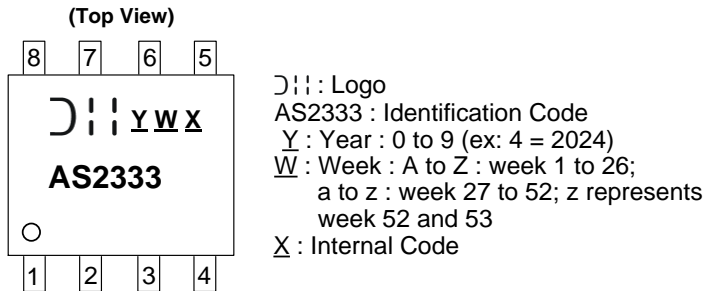 (Top View)
8 7 6 5
Y W X
AS2333
1 2 3 4
: Logo
AS2333 : Identification Code
Y : Year : 0 to 9 (ex: 4 = 2024)
W : Week : A to Z : week 1 to 26;
a to z : week 27 to 52; z represents
week 52 and 53
X : Internal Code